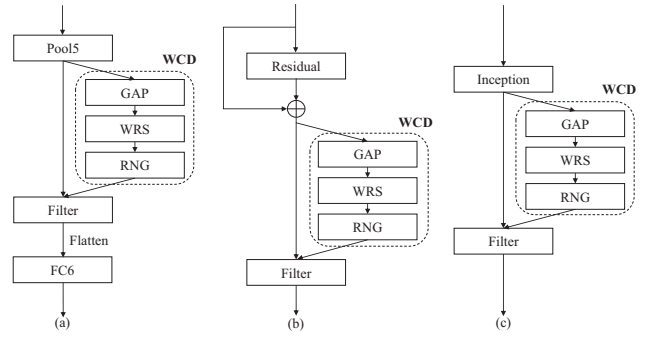 Pool5
WCD
GAP
WRS
RNG
Filter
Flatten
FC6
(a)
Residual
WCD
GAP
WRS
RNG
Filter
(b)
Inception
WCD
GAP
WRS
RNG
Filter
(c)